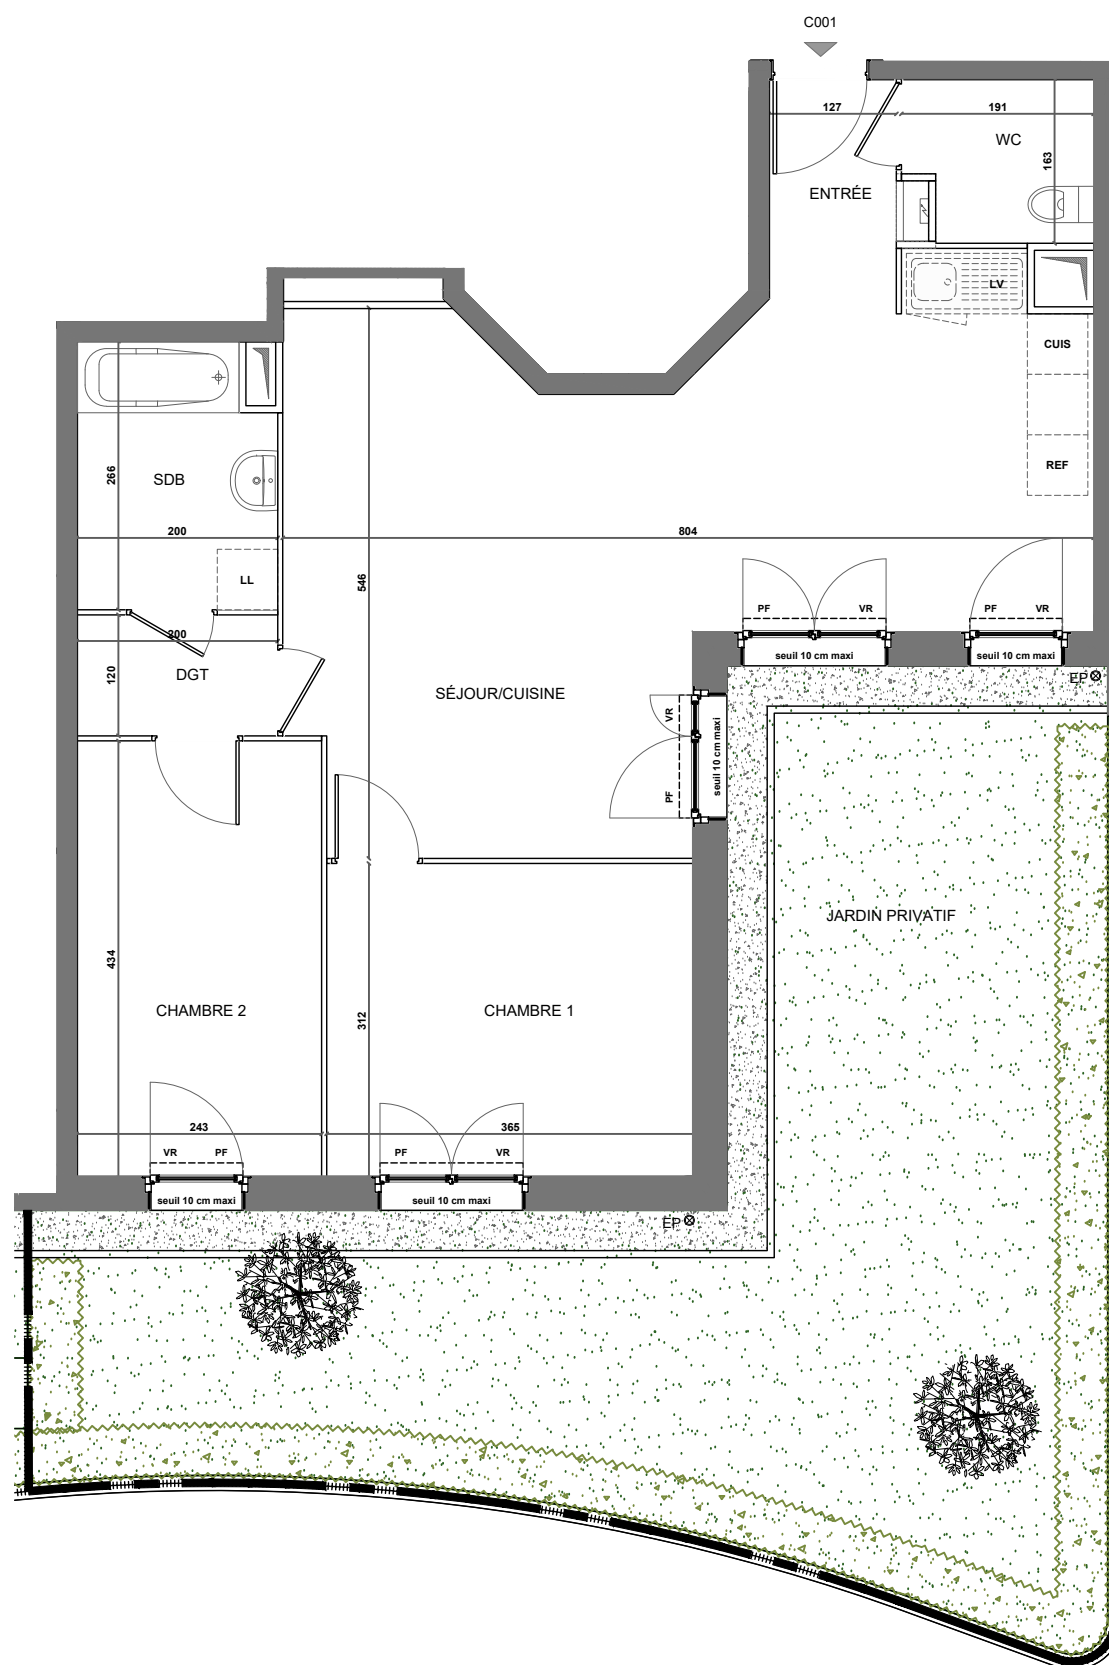 C001
127
191
WC
163
ENTRÉE
LV
CUIS
REF
266
SDB
200
804
LL
546
PF VR
PF VR
200
seuil 10 cm maxi
seuil 10 cm maxi
120
DGT
EP
SÉJOUR/CUISINE
VR
seuil 10 cm maxi
PF
JARDIN PRIVATIF
434
CHAMBRE 2
312
CHAMBRE 1
243
365
VR PF
PF VR
seuil 10 cm maxi
seuil 10 cm maxi
EP